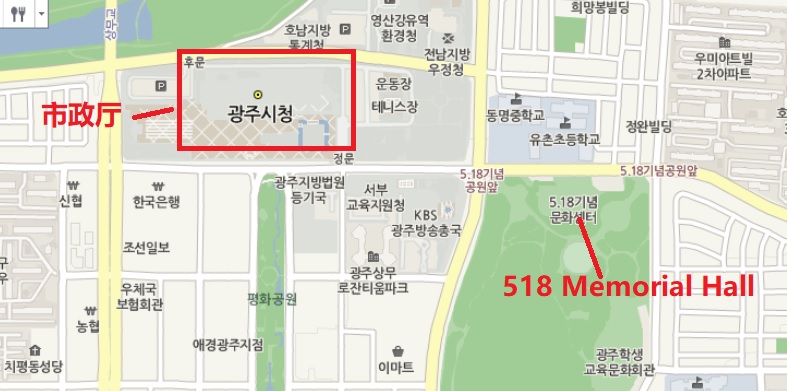 희망봉빌딩
영산강유역
환경청
호남지방
통계청
P
상무교
후문
전남지방
우정청
우미아트빌
2차아파트
P
운동장
테니스장
광주시청
市政厅
동명중학교
유촌초등학교
정완빌딩
정문
5.18기념
공원앞
5.18기념공원앞
신협
한국은행
광주지방법원
등기국
서부
교육지원청
KBS
광주방송총국
5.18기념
문화센터
조선일보
광주상무
로잔티움파크
518 Memorial Hall
우체국
보험회관
평화공원
농협
애경광주지점
치평동성당
이마트
광주학생
교육문화회관